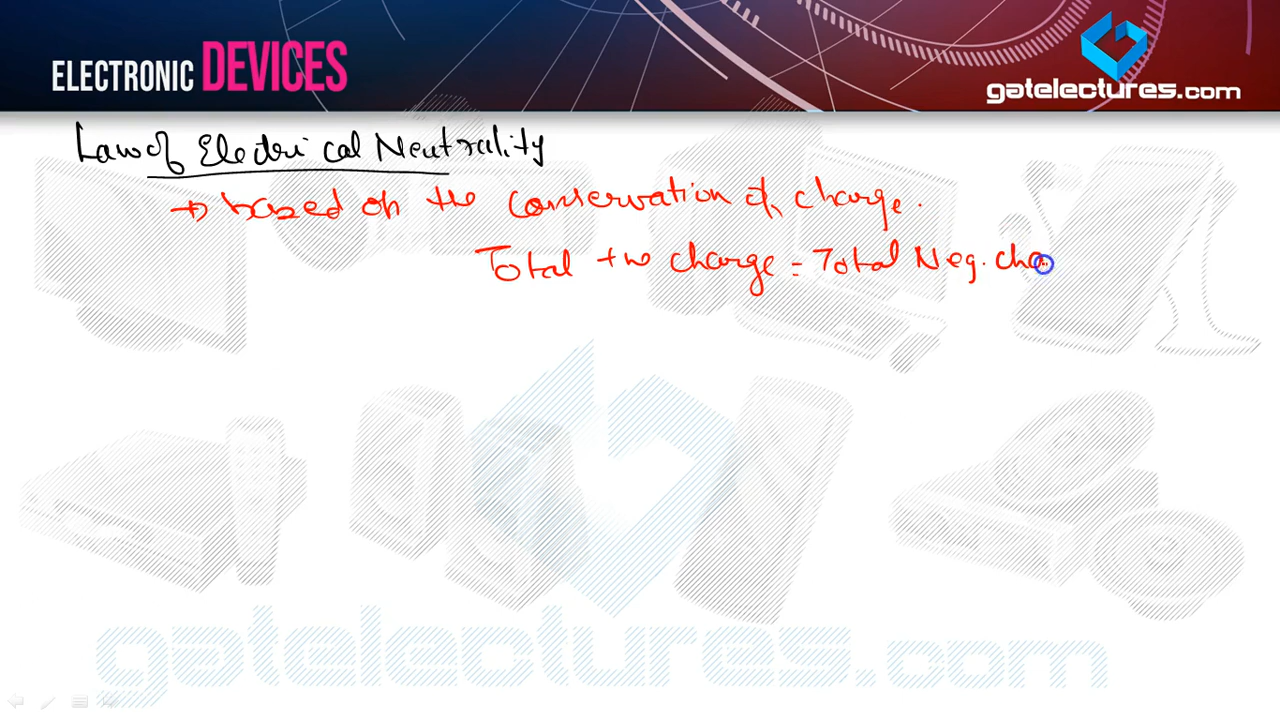 ELECTRONIC DEVICES
gatelectures.com
Law of Electrical Neutrality
→ based on the conservation of charge.
Total +ve charge = Total Neg. cha
gatelectures.com